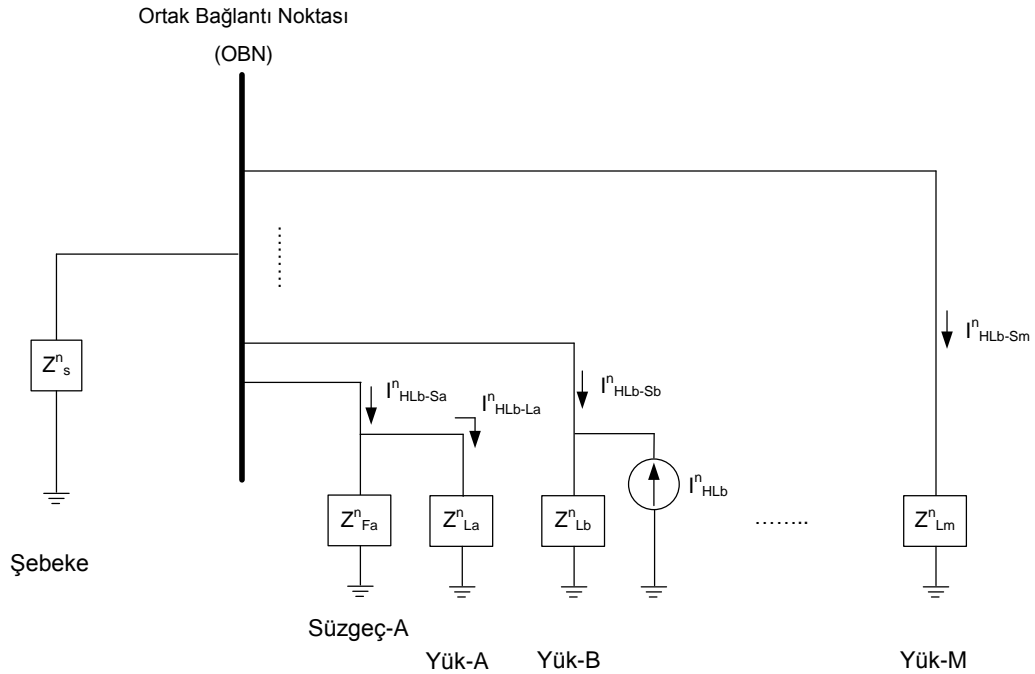 Ortak Bağlantı Noktası
(OBN)
Z^n_s
I^n_HLb-Sm
I^n_HLb-Sa
I^n_HLb-La
I^n_HLb-Sb
I^n_HLb
Z^n_Fa
Z^n_La
Z^n_Lb
........
Z^n_Lm
Şebeke
Süzgeç-A
Yük-A
Yük-B
Yük-M